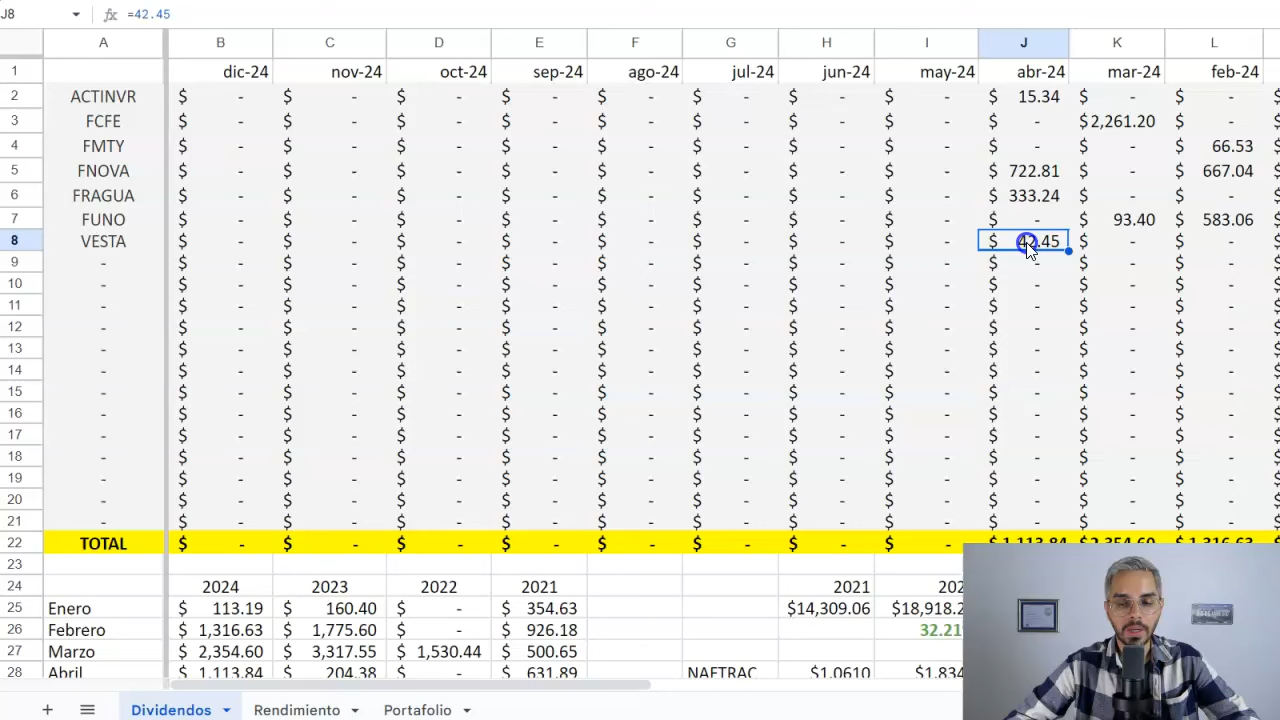 J8 fx =42.45
A B C D E F G H I J K L
1 dic-24 nov-24 oct-24 sep-24 ago-24 jul-24 jun-24 may-24 abr-24 mar-24 feb-24
2 ACTINVR $ - $ - $ - $ - $ - $ - $ - $ - $ 15.34 $ - $ -
3 FCFE $ - $ - $ - $ - $ - $ - $ - $ - $ - $2,261.20 $ -
4 FMTY $ - $ - $ - $ - $ - $ - $ - $ - $ - $ - $ 66.53
5 FNOVA $ - $ - $ - $ - $ - $ - $ - $ - $ 722.81 $ - $ 667.04
6 FRAGUA $ - $ - $ - $ - $ - $ - $ - $ - $ 333.24 $ - $ -
7 FUNO $ - $ - $ - $ - $ - $ - $ - $ - $ - $ 93.40 $ 583.06
8 VESTA $ - $ - $ - $ - $ - $ - $ - $ - $ 42.45 $ - $ -
9 - $ - $ - $ - $ - $ - $ - $ - $ - $ - $ - $ -
10 - $ - $ - $ - $ - $ - $ - $ - $ - $ - $ - $ -
11 - $ - $ - $ - $ - $ - $ - $ - $ - $ - $ - $ -
12 - $ - $ - $ - $ - $ - $ - $ - $ - $ - $ - $ -
13 - $ - $ - $ - $ - $ - $ - $ - $ - $ - $ - $ -
14 - $ - $ - $ - $ - $ - $ - $ - $ - $ - $ - $ -
15 - $ - $ - $ - $ - $ - $ - $ - $ - $ - $ - $ -
16 - $ - $ - $ - $ - $ - $ - $ - $ - $ - $ - $ -
17 - $ - $ - $ - $ - $ - $ - $ - $ - $ - $ - $ -
18 - $ - $ - $ - $ - $ - $ - $ - $ - $ - $ - $ -
19 - $ - $ - $ - $ - $ - $ - $ - $ - $ - $ - $ -
20 - $ - $ - $ - $ - $ - $ - $ - $ - $ - $ - $ -
21 - $ - $ - $ - $ - $ - $ - $ - $ - $ - $ - $ -
22 TOTAL $ - $ - $ - $ - $ - $ - $ - $ - $1,113.84 $2,354.60 $1,316.63
23
24 2024 2023 2022 2021 2021
25 Enero $ 113.19 $ 160.40 $ - $ 354.63 $14,309.06 $18,918.2
26 Febrero $ 1,316.63 $ 1,775.60 $ - $ 926.18 32.21
27 Marzo $ 2,354.60 $ 3,317.55 $ 1,530.44 $ 500.65
28 Abril $ 1,113.84 $ 204.38 $ - $ 631.89 NAFTRAC $1.0610 $1.834
+ Dividendos Rendimiento Portafolio